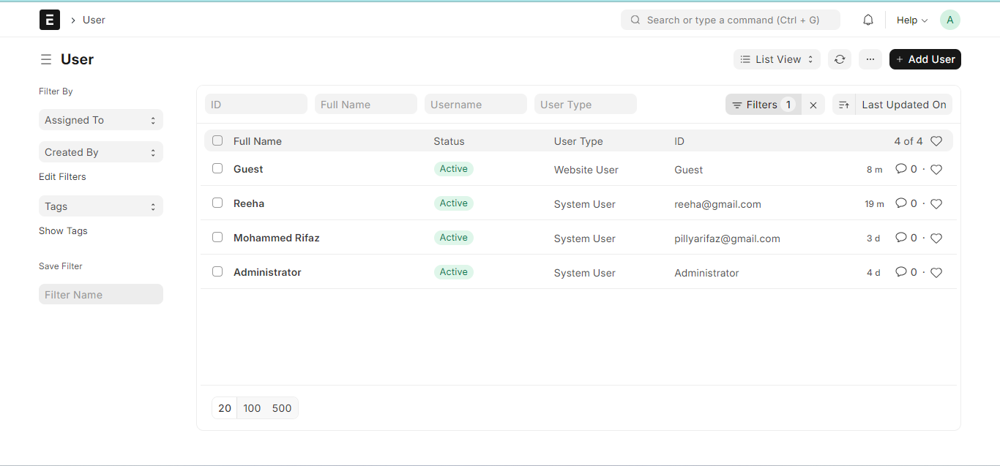 E
User
Search or type a command (Ctrl + G)
Help
A
User
List View
Add User
Filter By
Assigned To
Created By
Edit Filters
Tags
Show Tags
Save Filter
Filter Name
ID Full Name Username User Type Filters 1 Last Updated On
Full Name Status User Type ID 4 of 4
Guest Active Website User Guest 8 m 0
Reeha Active System User reeha@gmail.com 19 m 0
Mohammed Rifaz Active System User pillyarifaz@gmail.com 3 d 0
Administrator Active System User Administrator 4 d 0
20 100 500